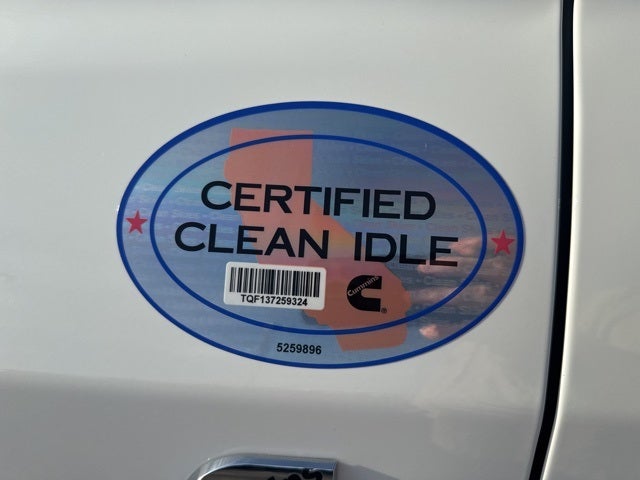 CERTIFIED
CLEAN IDLE
TQF137259324
Cummins
5259896